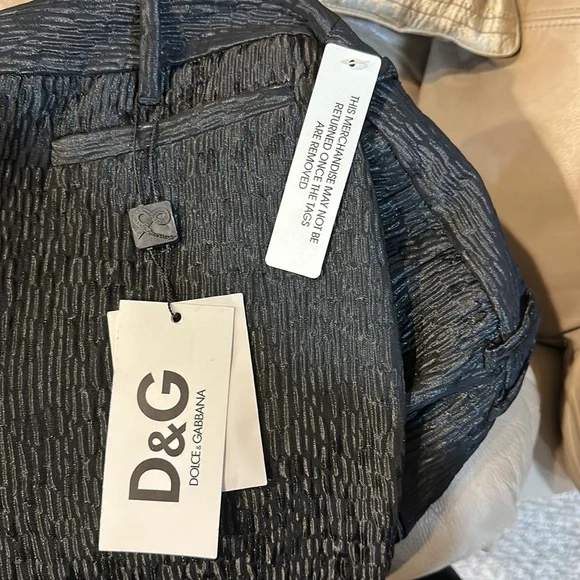 THIS MERCHANDISE MAY NOT BE
RETURNED ONCE THE TAGS
ARE REMOVED
D&G
DOLCE & GABBANA